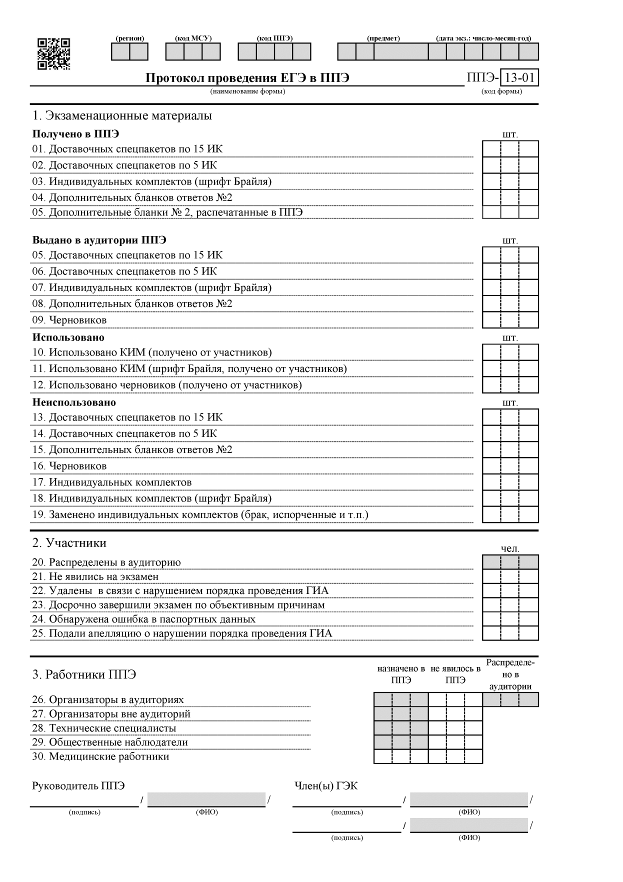 (регион) (код МСУ) (код ППЭ) (предмет) (дата экз.: число-месяц-год)
Протокол проведения ЕГЭ в ППЭ ППЭ- 13-01
(наименование формы) (код формы)
1. Экзаменационные материалы
Получено в ППЭ шт.
01. Доставочных спецпакетов по 15 ИК
02. Доставочных спецпакетов по 5 ИК
03. Индивидуальных комплектов (шрифт Брайля)
04. Дополнительных бланков ответов №2
05. Дополнительные бланки № 2, распечатанные в ППЭ
Выдано в аудитории ППЭ шт.
05. Доставочных спецпакетов по 15 ИК
06. Доставочных спецпакетов по 5 ИК
07. Индивидуальных комплектов (шрифт Брайля)
08. Дополнительных бланков ответов №2
09. Черновиков
Использовано шт.
10. Использовано КИМ (получено от участников)
11. Использовано КИМ (шрифт Брайля, получено от участников)
12. Использовано черновиков (получено от участников)
Неиспользовано шт.
13. Доставочных спецпакетов по 15 ИК
14. Доставочных спецпакетов по 5 ИК
15. Дополнительных бланков ответов №2
16. Черновиков
17. Индивидуальных комплектов
18. Индивидуальных комплектов (шрифт Брайля)
19. Заменено индивидуальных комплектов (брак, испорченные и т.п.)
2. Участники чел.
20. Распределены в аудиторию
21. Не явились на экзамен
22. Удалены в связи с нарушением порядка проведения ГИА
23. Досрочно завершили экзамен по объективным причинам
24. Обнаружена ошибка в паспортных данных
25. Подали апелляцию о нарушении порядка проведения ГИА
3. Работники ППЭ
назначено в ППЭ
не явилось в ППЭ
Распределе-
но в
аудитории
26. Организаторы в аудиториях
27. Организаторы вне аудиторий
28. Технические специалисты
29. Общественные наблюдатели
30. Медицинские работники
Руководитель ППЭ Член(ы) ГЭК
/ / / /
(подпись) (ФИО) (подпись) (ФИО)
/ /
(подпись) (ФИО)